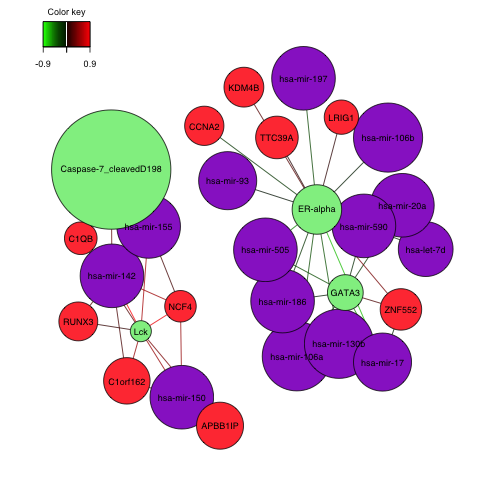 Color key
-0.9
0.9
hsa-mir-197
KDM4B
LRIG1
CCNA2
TTC39A
hsa-mir-106b
Caspase-7_cleavedD198
hsa-mir-93
hsa-mir-20a
ER-alpha
hsa-mir-155
hsa-mir-590
C1QB
hsa-mir-505
hsa-let-7d
hsa-mir-142
GATA3
hsa-mir-186
NCF4
ZNF552
RUNX3
Lck
hsa-mir-130b
hsa-mir-106a
hsa-mir-17
C1orf162
hsa-mir-150
APBB1IP